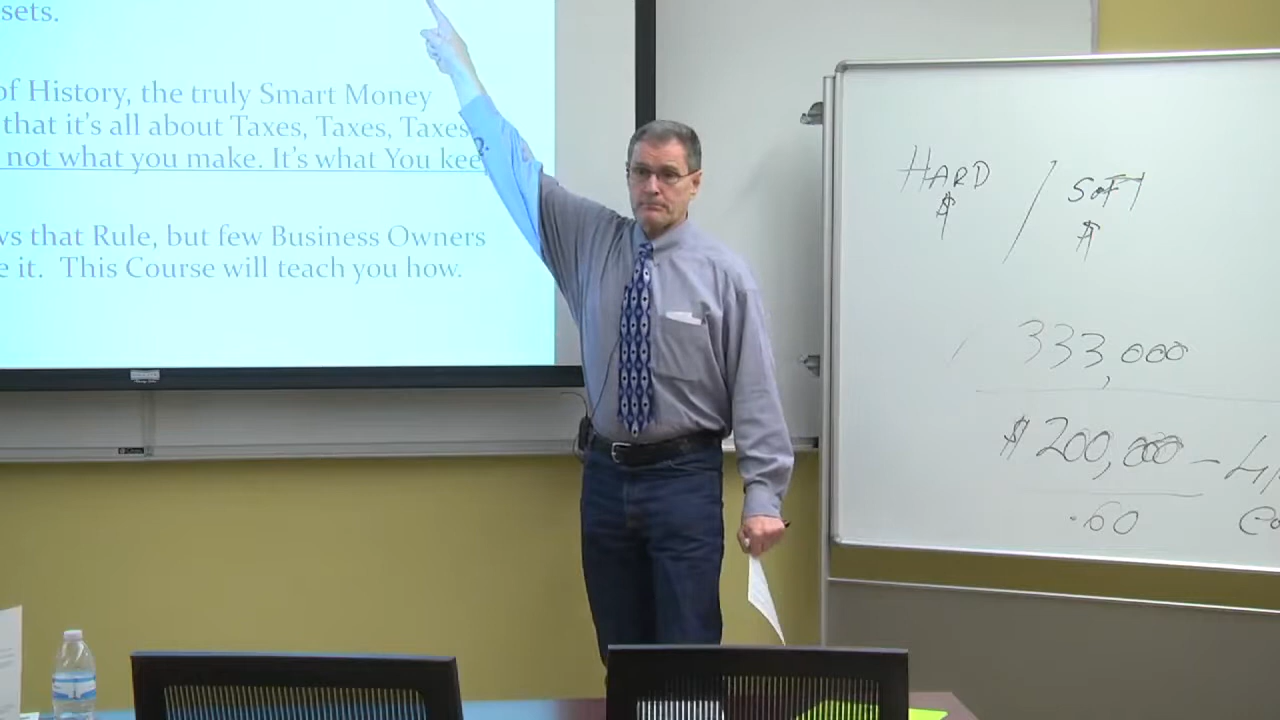 sets.
of History, the truly Smart Money
that it's all about Taxes, Taxes, Taxes
not what you make. It's what You kee
ws that Rule, but few Business Owners
e it. This Course will teach you how.
HARD / SOFT
$ $
333,000
$200,000 -
.60